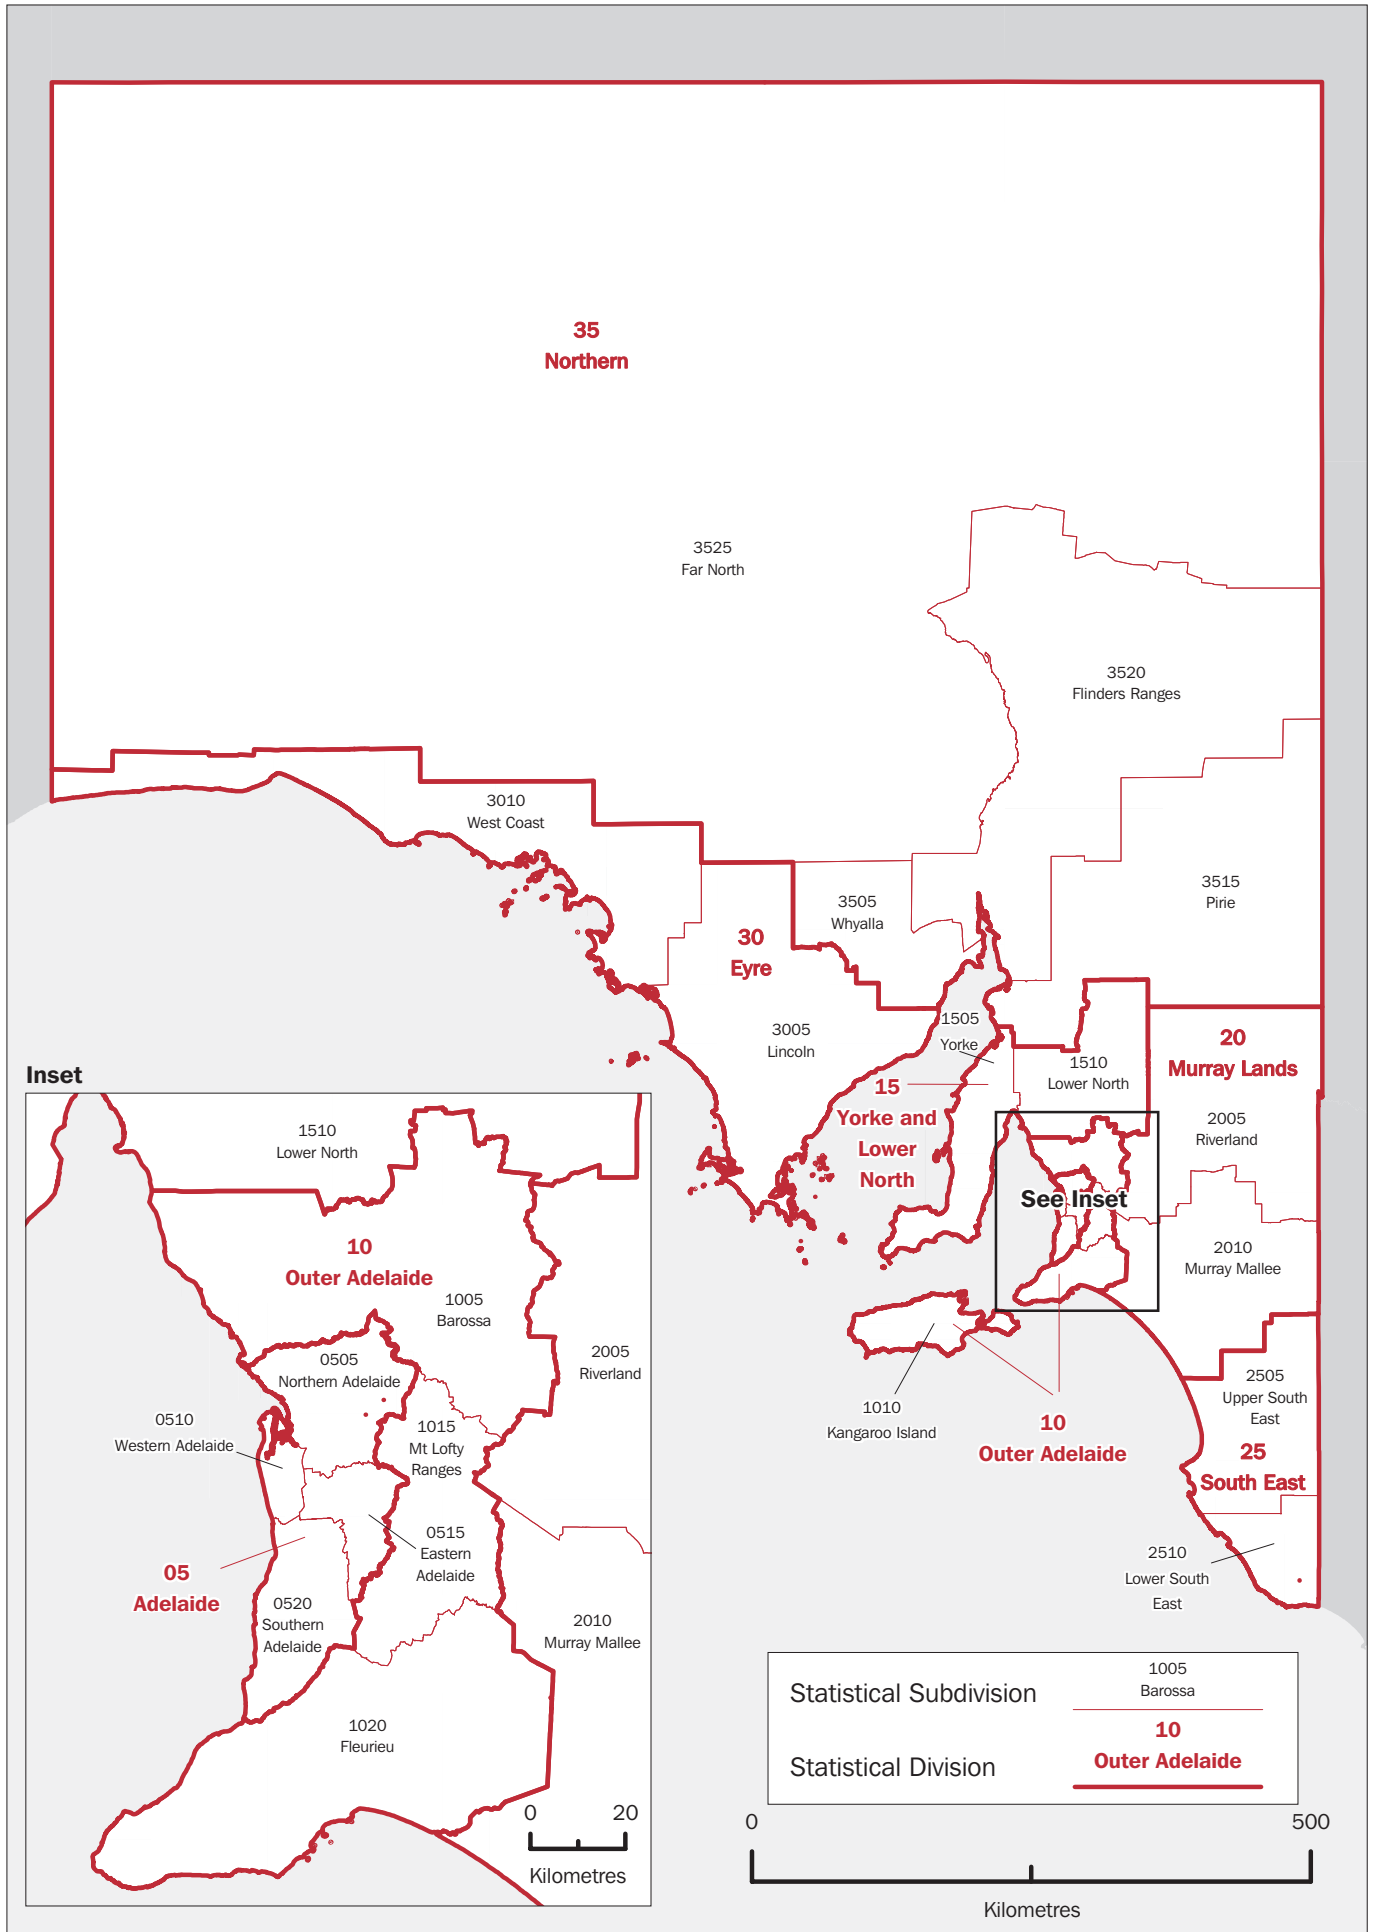 35
Northern
3525
Far North
3520
Flinders Ranges
3010
West Coast
3505
Whyalla
3515
Pirie
30
Eyre
3005
Lincoln
1505
Yorke
1510
Lower North
20
Murray Lands
15
Yorke and
Lower
North
2005
Riverland
See Inset
2010
Murray Mallee
1010
Kangaroo Island
10
Outer Adelaide
2505
Upper South
East
25
South East
2510
Lower South
East
Inset
1510
Lower North
10
Outer Adelaide
1005
Barossa
0505
Northern Adelaide
2005
Riverland
0510
Western Adelaide
1015
Mt Lofty
Ranges
0515
Eastern
Adelaide
05
Adelaide
0520
Southern
Adelaide
2010
Murray Mallee
1020
Fleurieu
0 20
Kilometres
Statistical Subdivision
1005
Barossa
Statistical Division
10
Outer Adelaide
0 500
Kilometres